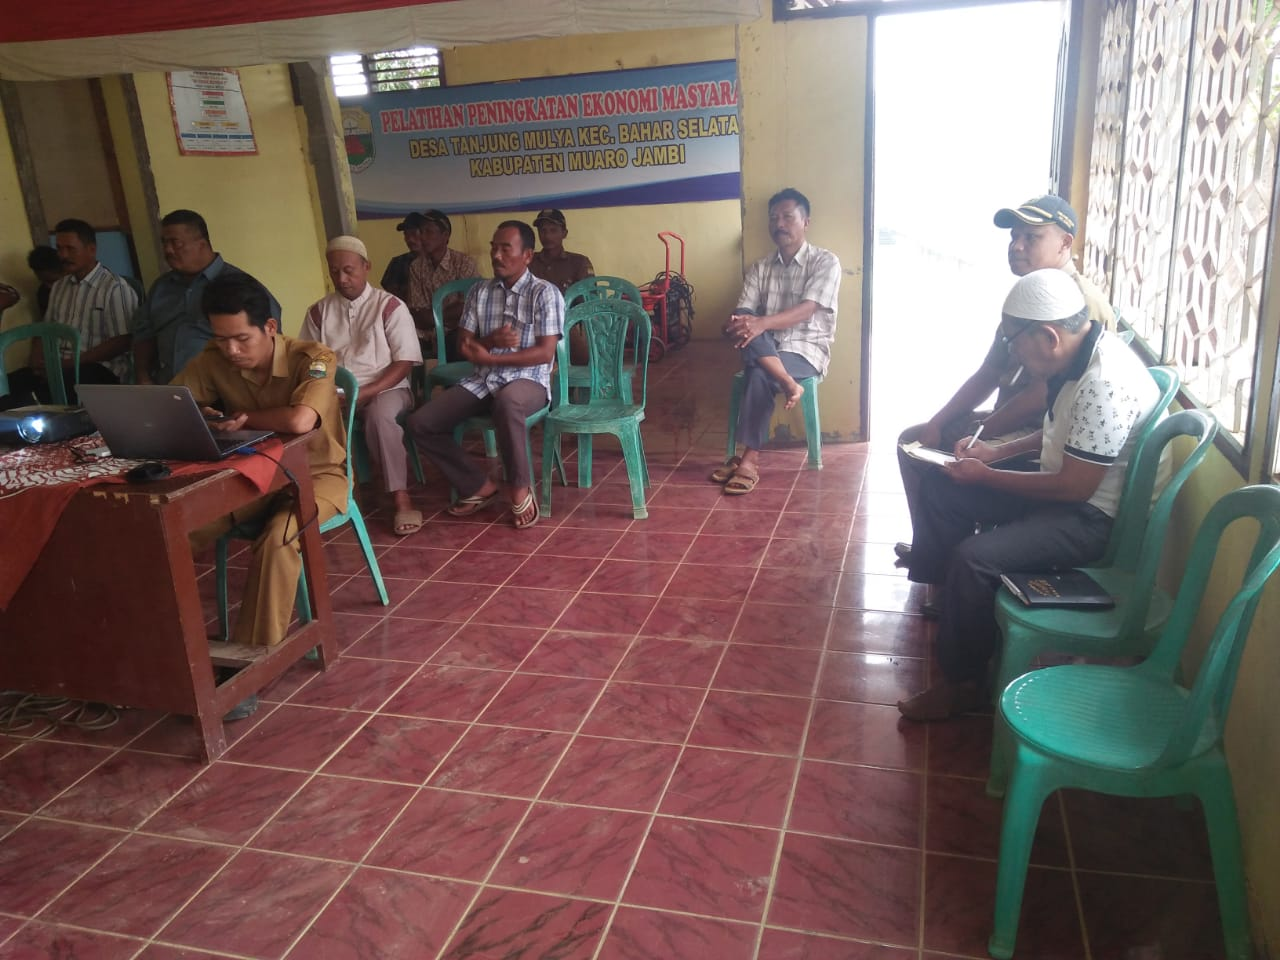 PELATIHAN PENINGKATAN EKONOMI MASYARA
DESA TANJUNG MULYA KEC. BAHAR SELATA
KABUPATEN MUARO JAMBI